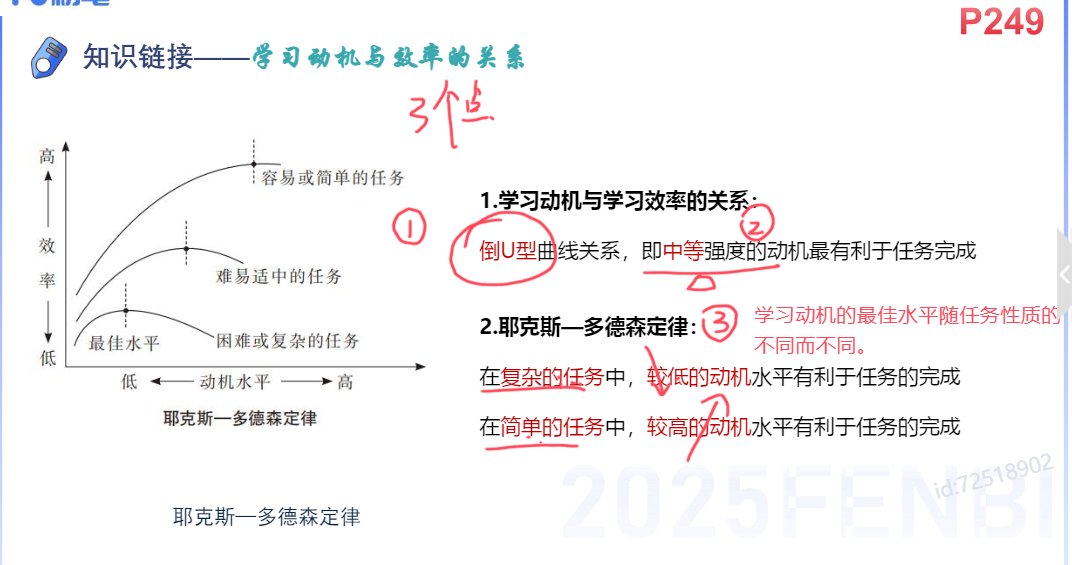 P249
知识链接——学习动机与效率的关系
3个点
高
效
率
低
容易或简单的任务
难易适中的任务
最佳水平
困难或复杂的任务
低 动机水平 高
耶克斯—多德森定律
耶克斯—多德森定律
1.学习动机与学习效率的关系：
① ②
倒U型曲线关系，即中等强度的动机最有利于任务完成
2.耶克斯—多德森定律：③
学习动机的最佳水平随任务性质的
不同而不同。
在复杂的任务中，较低的动机水平有利于任务的完成
在简单的任务中，较高的动机水平有利于任务的完成
2025FENBI
id:72518902